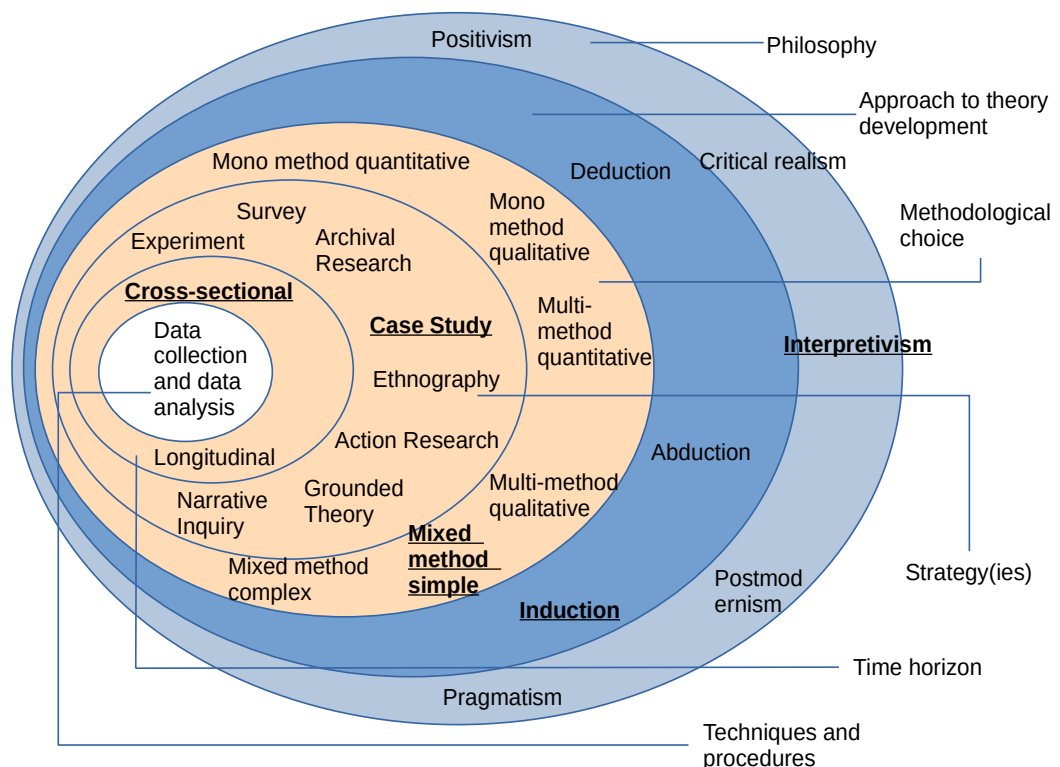 Positivism
Philosophy
Approach to theory
development
Critical realism
Deduction
Mono method quantitative
Mono
method
qualitative
Methodological
choice
Survey
Experiment
Archival
Research
Cross-sectional
Case Study
Multi-
method
quantitative
Interpretivism
Data
collection
and data
analysis
Ethnography
Action Research
Abduction
Longitudinal
Multi-method
qualitative
Narrative
Inquiry
Grounded
Theory
Mixed
method
simple
Mixed method
complex
Induction
Postmod
ernism
Strategy(ies)
Time horizon
Pragmatism
Techniques and
procedures